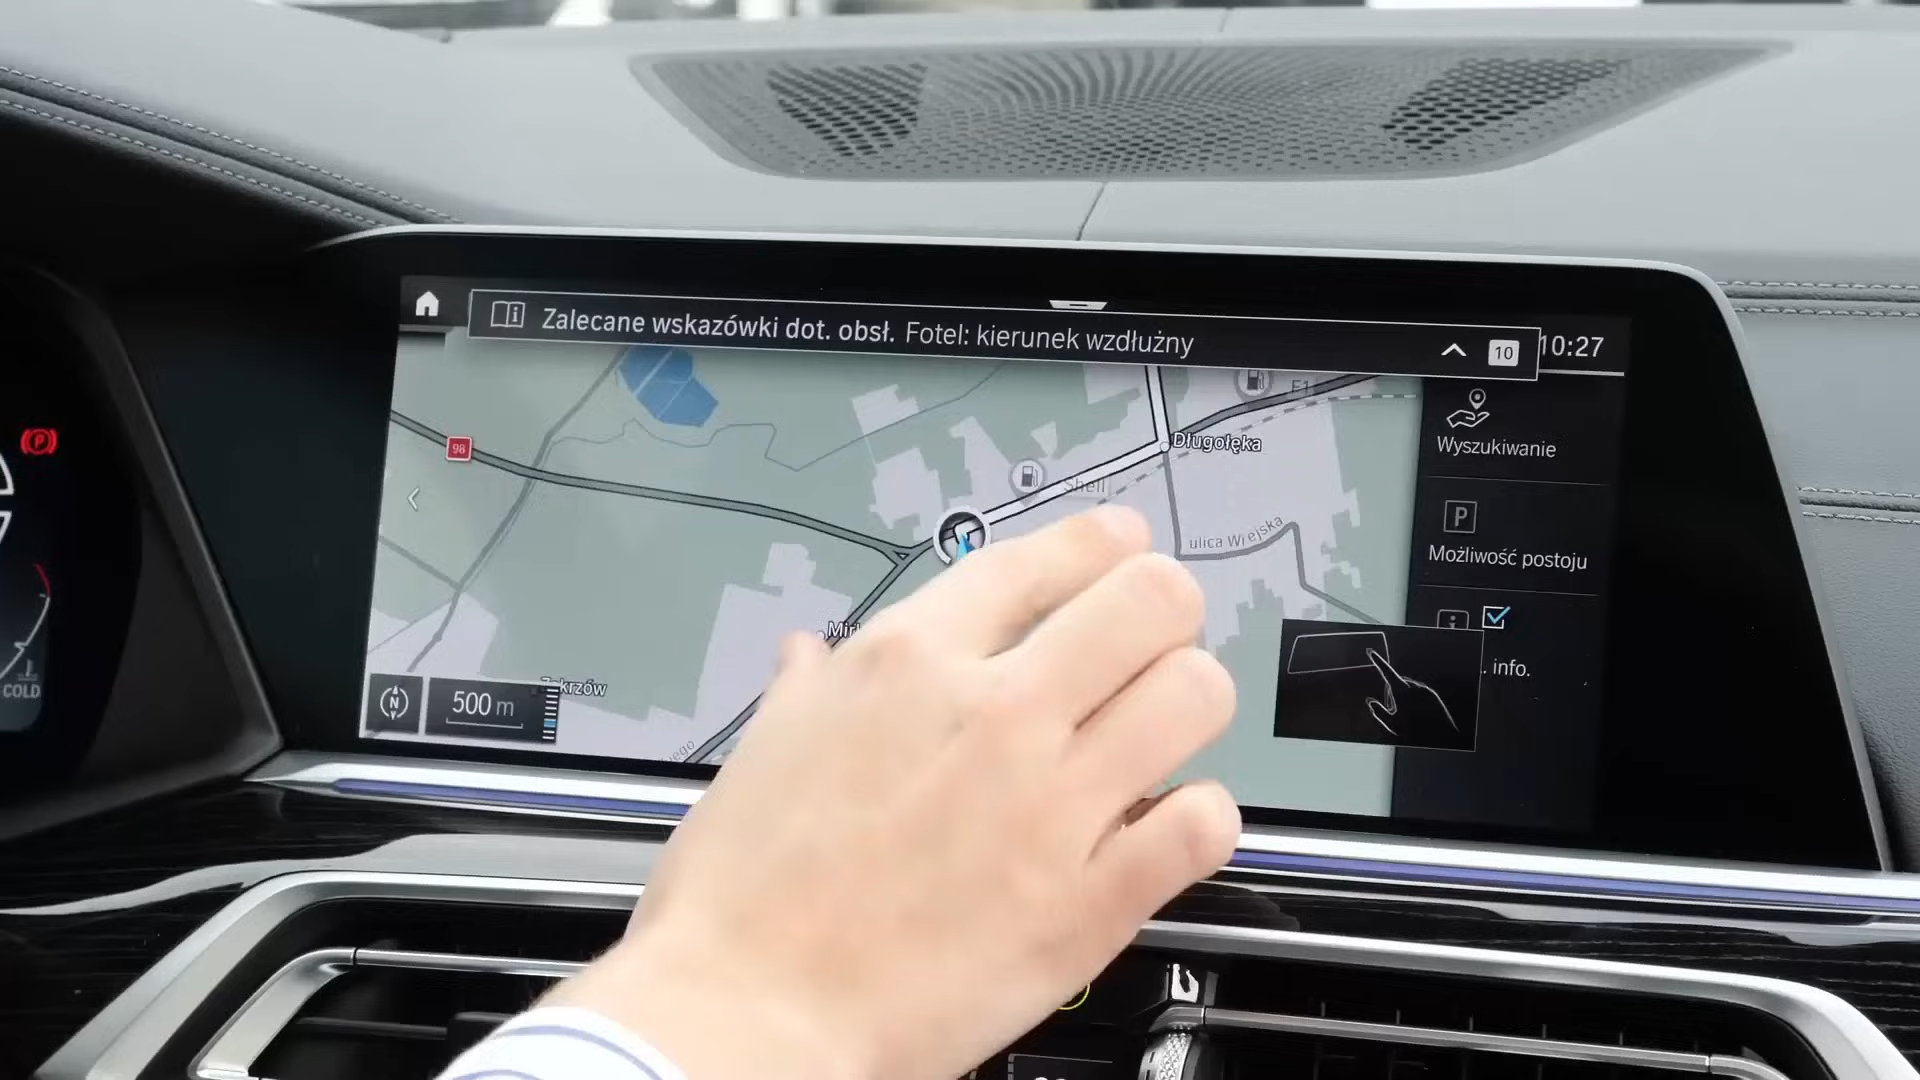 Zalecane wskazówki dot. obsł. Fotel: kierunek wzdłużny
10
10:27
E1
Wyszukiwanie
98
Długołęka
Shell
P
ulica Wiejska
Możliwość postoju
info.
COLD
N
500 m